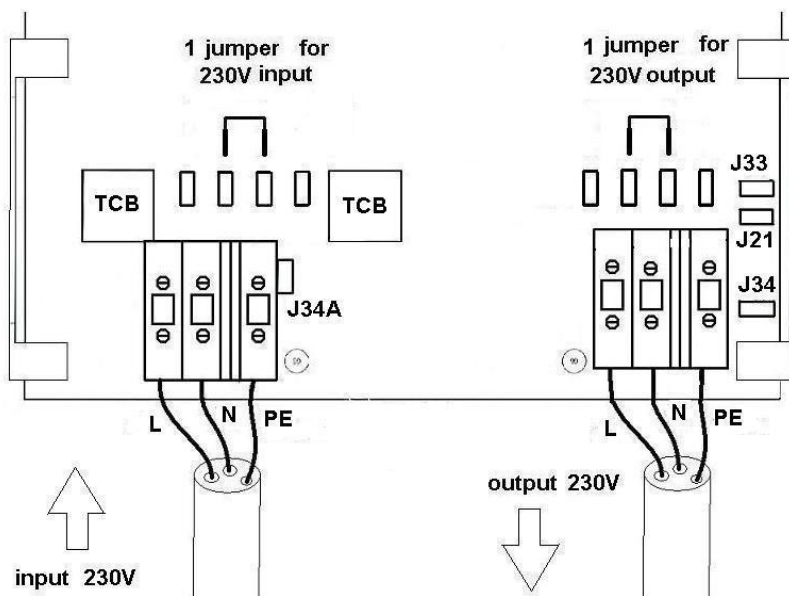 1 jumper for
230V input
1 jumper for
230V output
TCB
TCB
J33
J21
J34A
J34
L
N
PE
L
N
PE
input 230V
output 230V